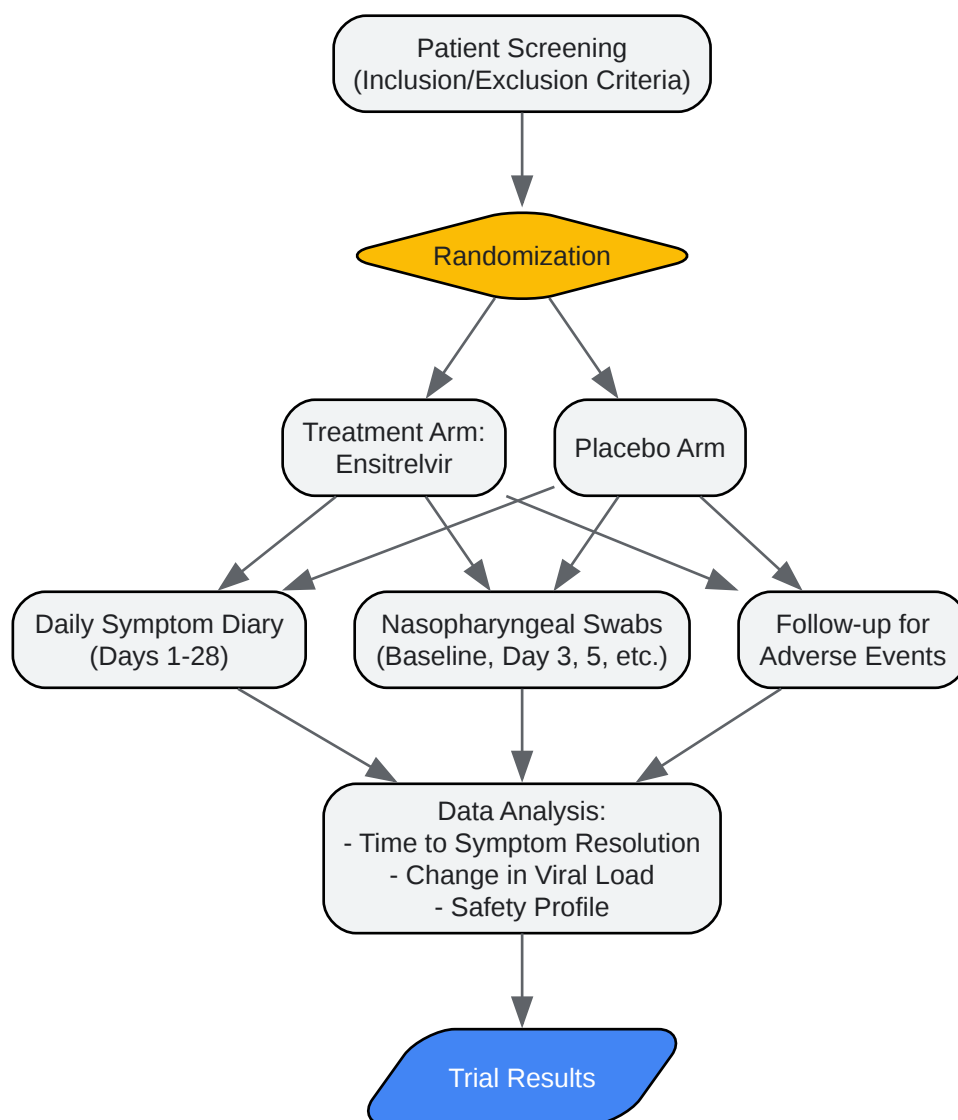 Patient Screening
(Inclusion/Exclusion Criteria)
Randomization
Treatment Arm:
Ensitrelvir
Placebo Arm
Daily Symptom Diary
(Days 1-28)
Nasopharyngeal Swabs
(Baseline, Day 3, 5, etc.)
Follow-up for
Adverse Events
Data Analysis:
- Time to Symptom Resolution
- Change in Viral Load
- Safety Profile
Trial Results